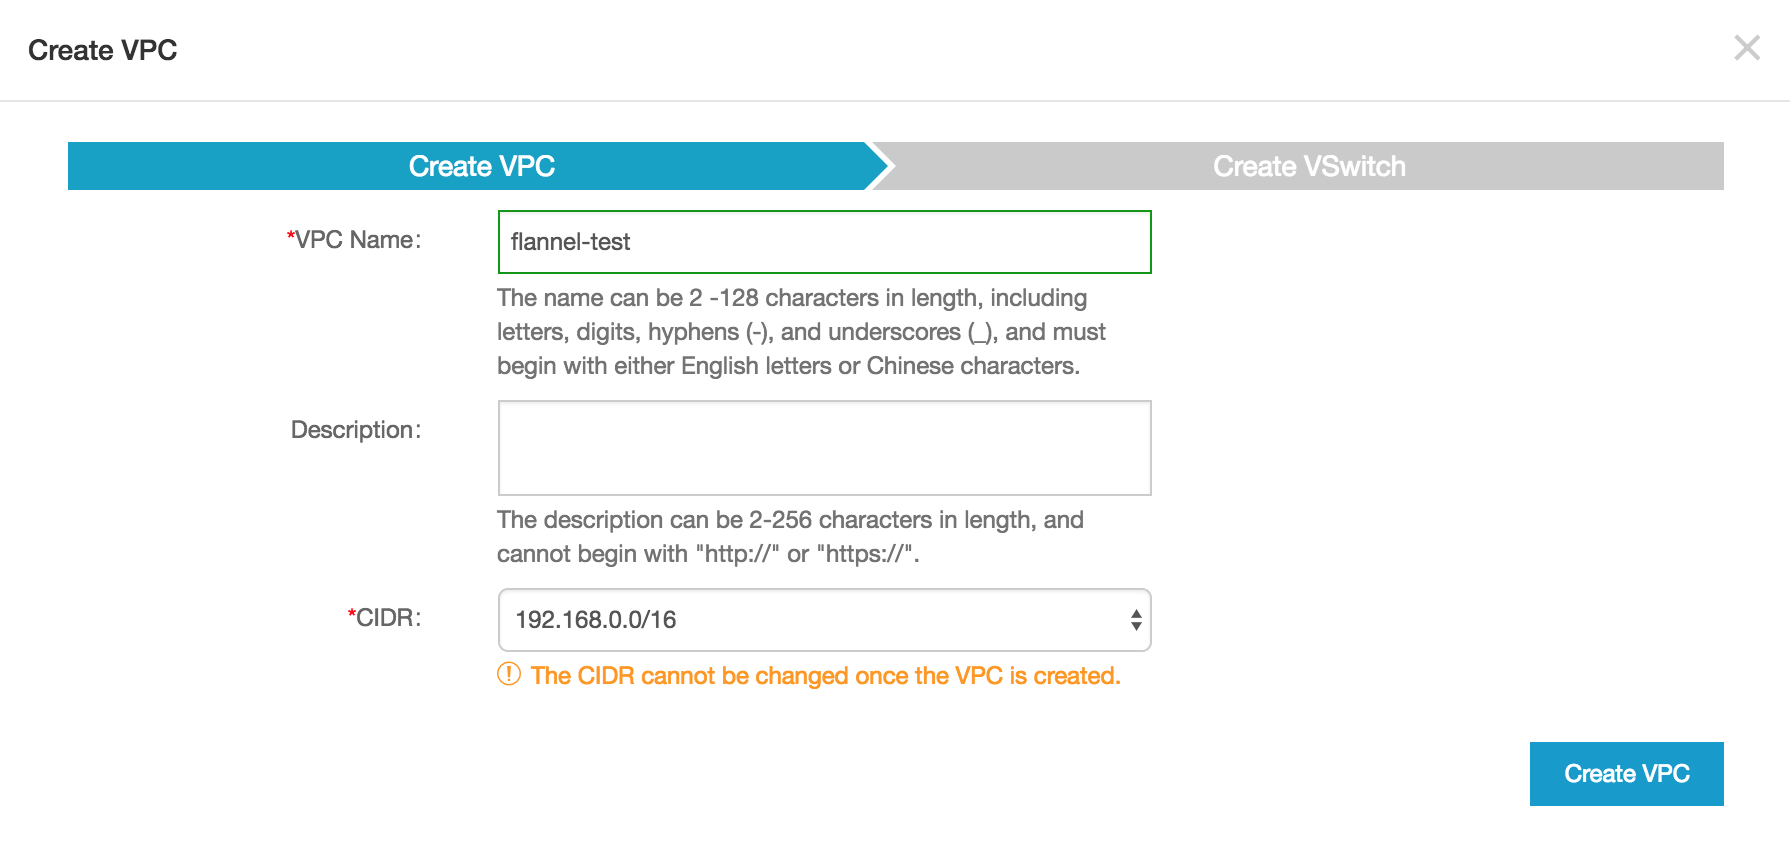 Create VPC
Create VPC
Create VSwitch
*VPC Name:
flannel-test
The name can be 2 -128 characters in length, including
letters, digits, hyphens (-), and underscores (_), and must
begin with either English letters or Chinese characters.
Description:
The description can be 2-256 characters in length, and
cannot begin with "http://" or "https://".
*CIDR:
192.168.0.0/16
The CIDR cannot be changed once the VPC is created.
Create VPC